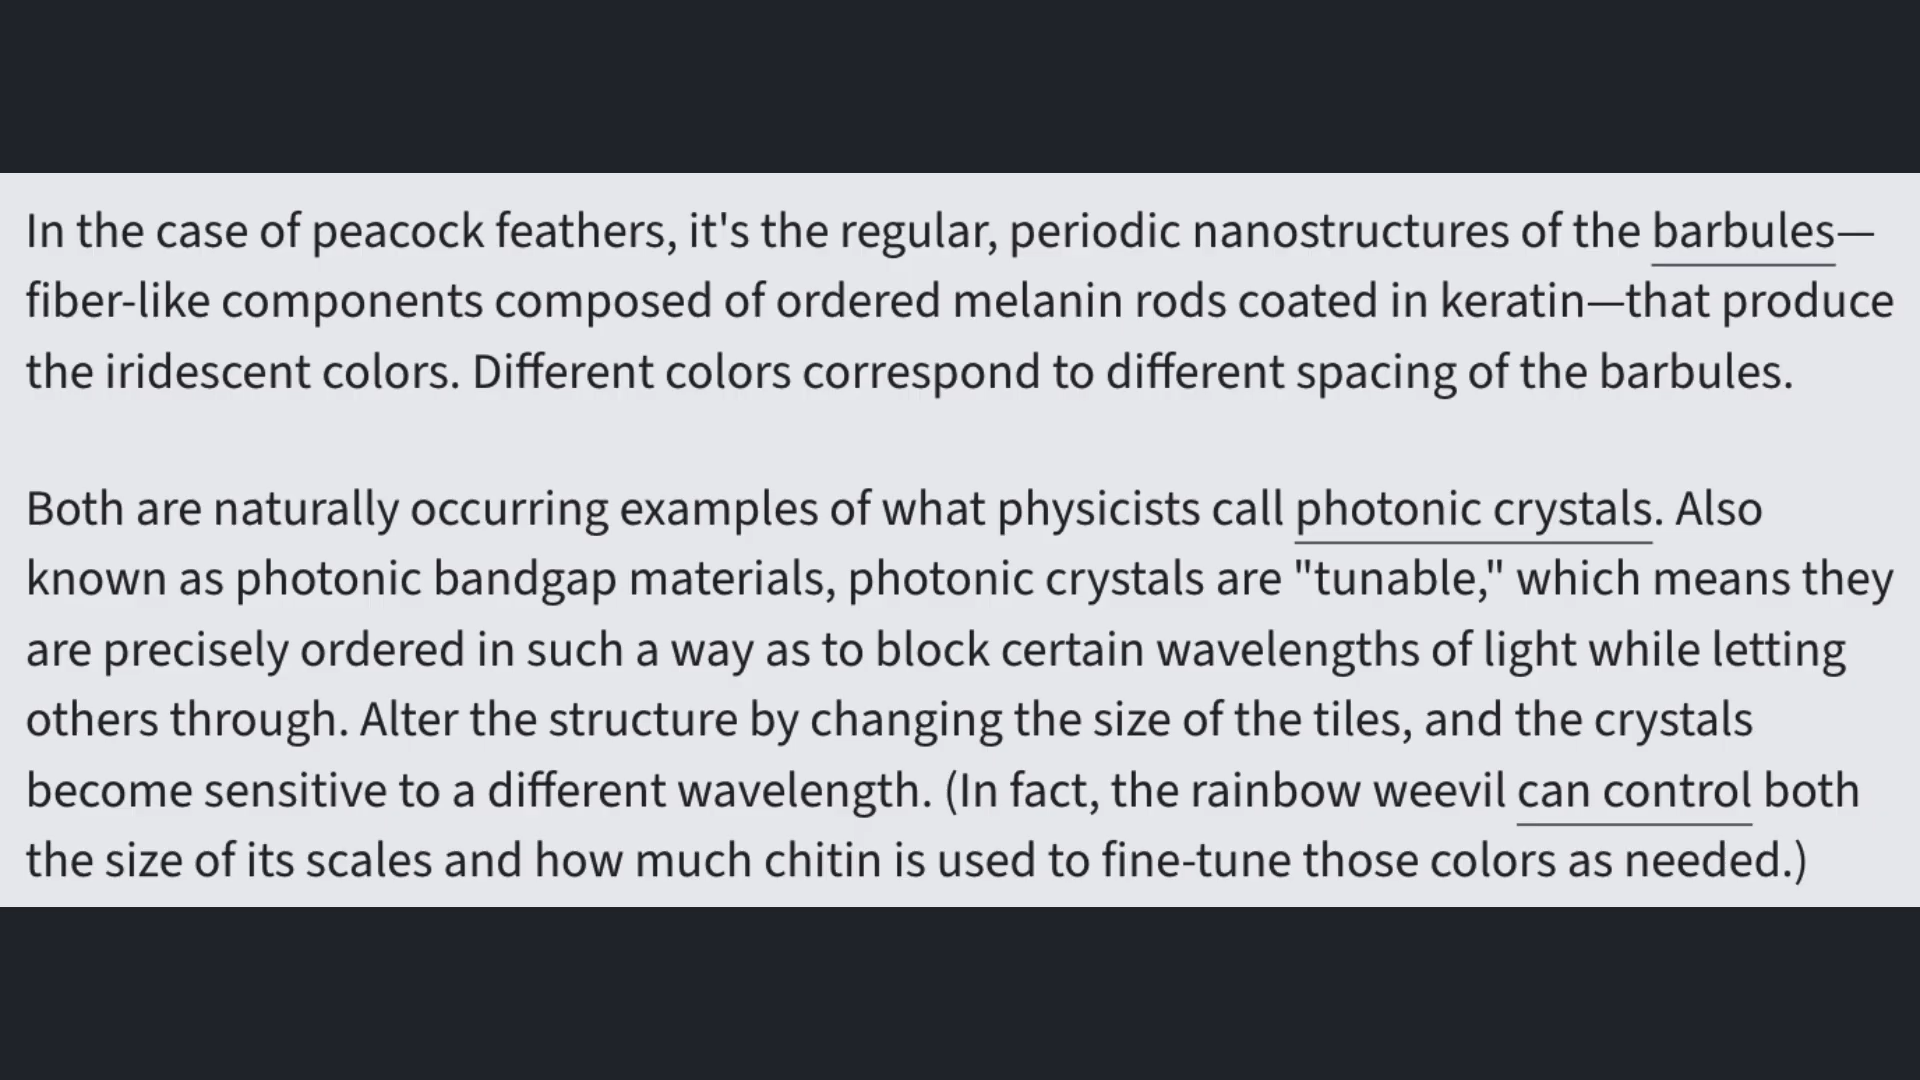 In the case of peacock feathers, it's the regular, periodic nanostructures of the barbules—
fiber-like components composed of ordered melanin rods coated in keratin—that produce
the iridescent colors. Different colors correspond to different spacing of the barbules.
Both are naturally occurring examples of what physicists call photonic crystals. Also
known as photonic bandgap materials, photonic crystals are "tunable," which means they
are precisely ordered in such a way as to block certain wavelengths of light while letting
others through. Alter the structure by changing the size of the tiles, and the crystals
become sensitive to a different wavelength. (In fact, the rainbow weevil can control both
the size of its scales and how much chitin is used to fine-tune those colors as needed.)